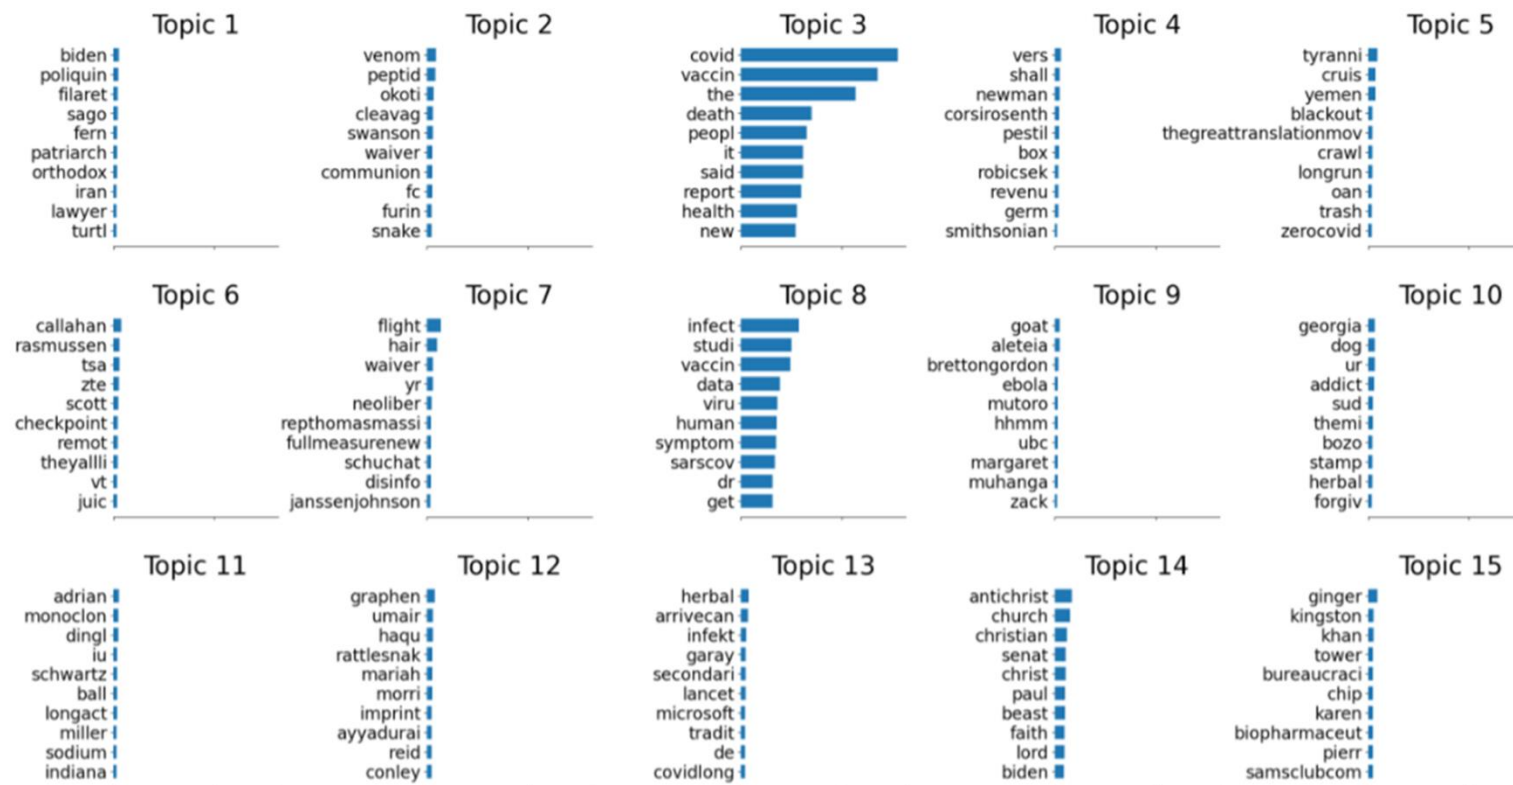 Topic 1
biden
poliquin
filaret
sago
fern
patriarch
orthodox
iran
lawyer
turtl
Topic 2
venom
peptid
okoti
cleavag
swanson
waiver
communion
fc
furin
snake
Topic 3
covid
vaccin
the
death
peopl
it
said
report
health
new
Topic 4
vers
shall
newman
corsirosenth
pestil
box
robicsek
revenu
germ
smithsonian
Topic 5
tyranni
cruis
yemen
blackout
thegreattranslationmov
crawl
longrun
oan
trash
zerocovid
Topic 6
callahan
rasmussen
tsa
zte
scott
checkpoint
remot
theyallli
vt
juic
Topic 7
flight
hair
waiver
yr
neoliber
repthomasmassi
fullmeasurenew
schuchat
disinfo
janssenjohnson
Topic 8
infect
studi
vaccin
data
viru
human
symptom
sarscov
dr
get
Topic 9
goat
aleteia
brettongordon
ebola
mutoro
hhmm
ubc
margaret
muhanga
zack
Topic 10
georgia
dog
ur
addict
sud
themi
bozo
stamp
herbal
forgiv
Topic 11
adrian
monoclon
dingl
iu
schwartz
ball
longact
miller
sodium
indiana
Topic 12
graphen
umair
haqu
rattlesnak
mariah
morri
imprint
ayyadurai
reid
conley
Topic 13
herbal
arrivecan
infekt
garay
secondari
lancet
microsoft
tradit
de
covidlong
Topic 14
antichrist
church
christian
senat
christ
paul
beast
faith
lord
biden
Topic 15
ginger
kingston
khan
tower
bureaucraci
chip
karen
biopharmaceut
pierr
samsclubcom